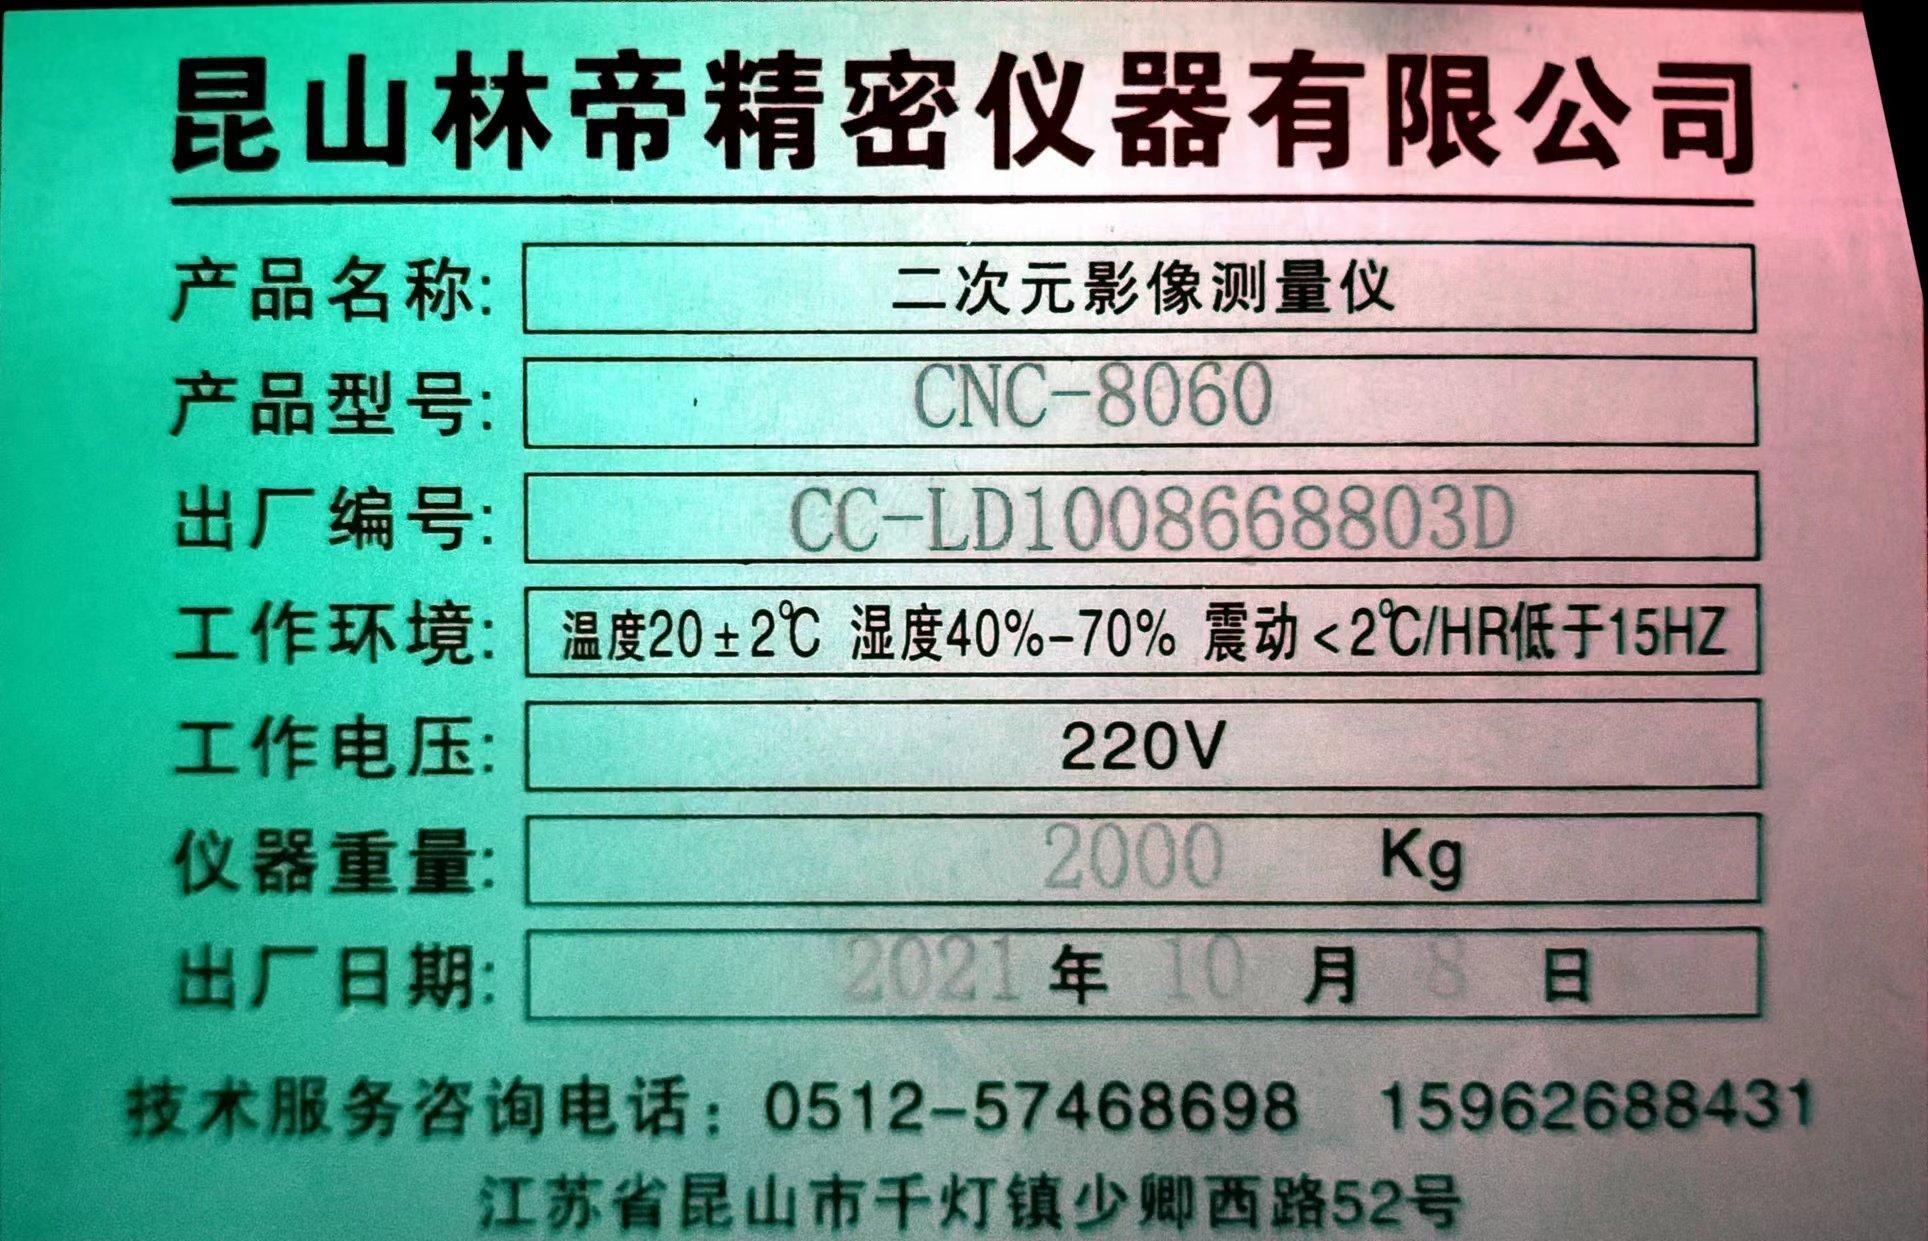 昆山林帝精密仪器有限公司
产品名称: 二次元影像测量仪
产品型号: CNC-8060
出厂编号: CC-LD1008668803D
工作环境: 温度20±2℃ 湿度40%-70% 震动<2℃/HR低于15HZ
工作电压: 220V
仪器重量: 2000 Kg
出厂日期: 2021 年 10 月 8 日
技术服务咨询电话：0512-57468698 15962688431
江苏省昆山市千灯镇少卿西路52号